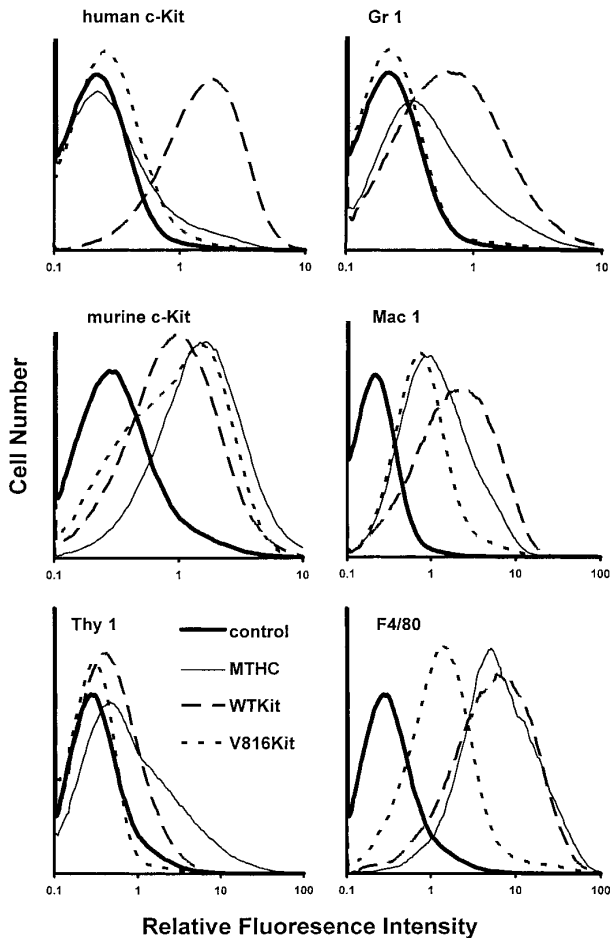 human c-Kit
Gr 1
0.1 1 10
0.1 1 10
murine c-Kit
Mac 1
Cell Number
0.1 1 10
0.1 1 10 100
Thy 1
control
MTHC
WTKit
V816Kit
F4/80
0.1 1 10 100
0.1 1 10 100
Relative Fluoresence Intensity